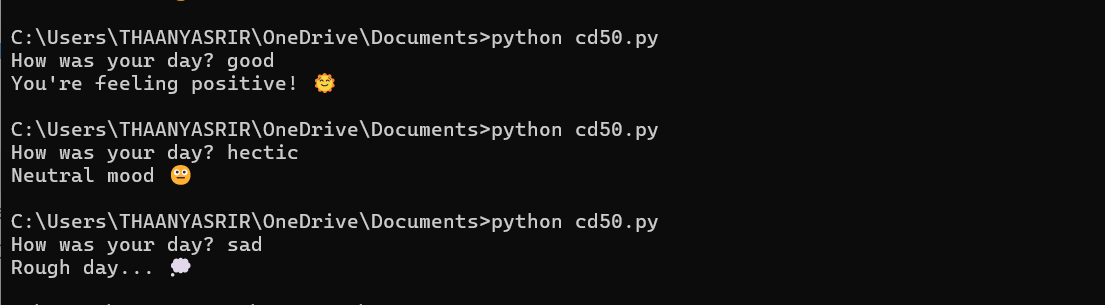 C:\Users\THAANYASRIR\OneDrive\Documents>python cd50.py
How was your day? good
You're feeling positive! 🌞
C:\Users\THAANYASRIR\OneDrive\Documents>python cd50.py
How was your day? hectic
Neutral mood 😐
C:\Users\THAANYASRIR\OneDrive\Documents>python cd50.py
How was your day? sad
Rough day... 💭